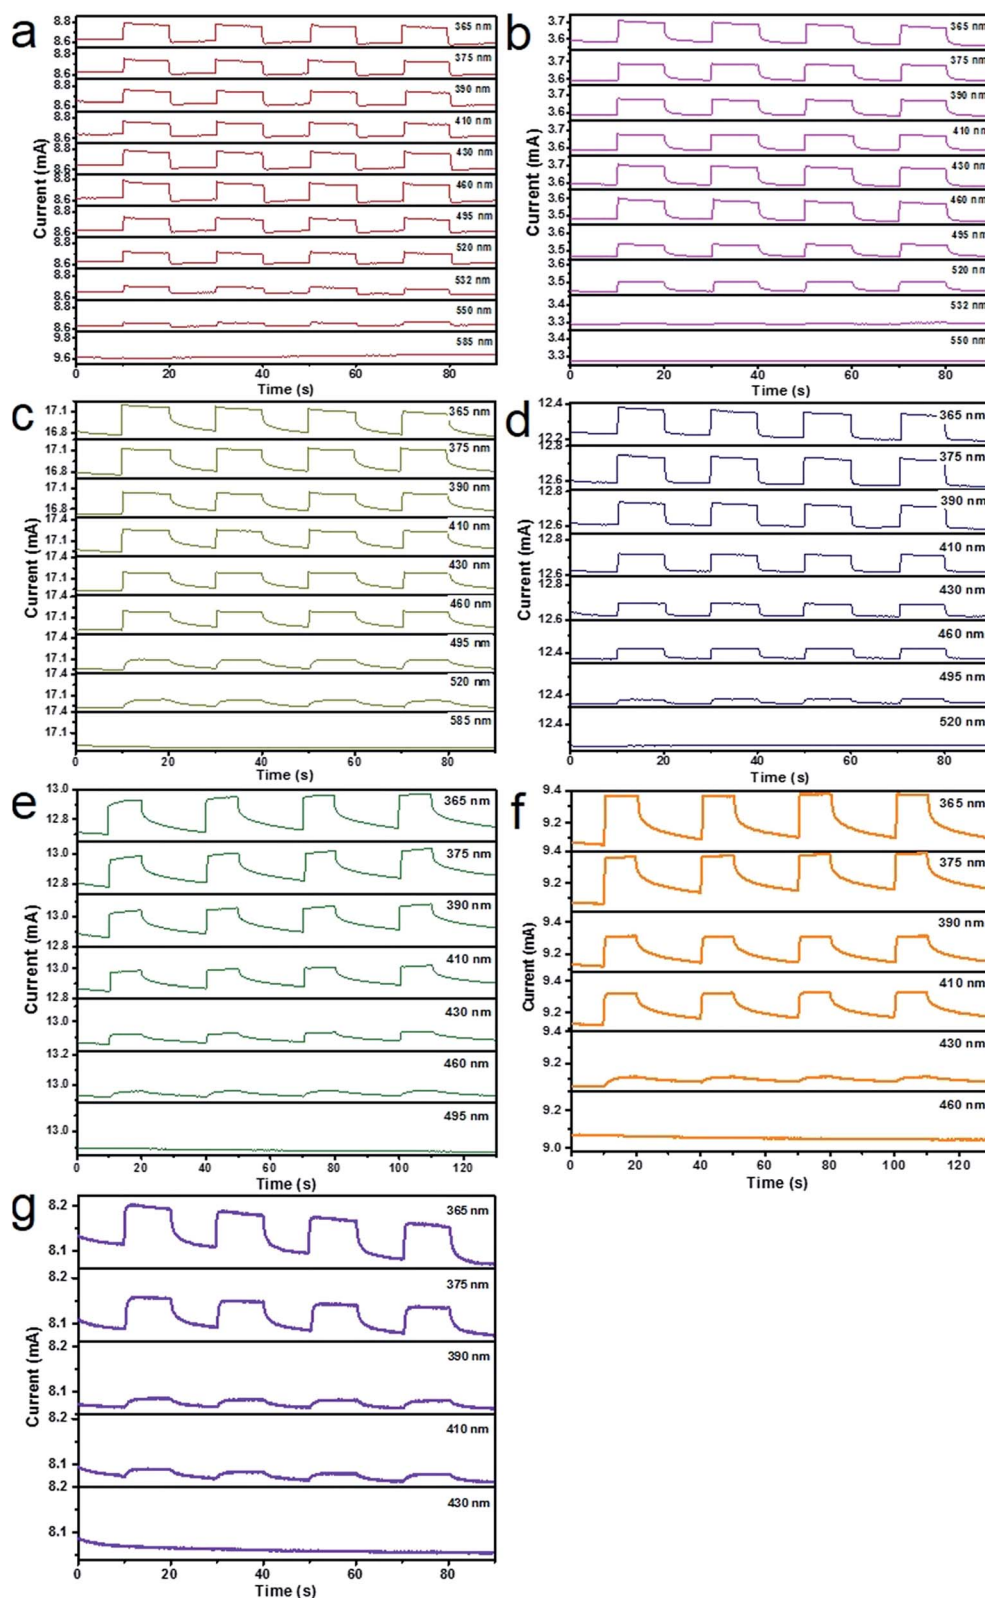 a
Current (mA)
8.8
365 nm
8.6
8.8
375 nm
8.6
8.8
390 nm
8.6
8.8
410 nm
8.6
8.8
430 nm
8.6
8.8
460 nm
8.6
8.8
495 nm
8.6
8.8
520 nm
8.6
8.8
532 nm
8.6
8.8
550 nm
8.6
9.8
585 nm
9.6
0 20 40 60 80
Time (s)
b
Current (mA)
3.7
365 nm
3.6
3.7
375 nm
3.6
3.7
390 nm
3.6
3.7
410 nm
3.6
3.7
430 nm
3.6
3.6
460 nm
3.5
3.6
495 nm
3.5
3.6
520 nm
3.5
3.4
532 nm
3.3
3.4
550 nm
3.3
0 20 40 60 80
Time (s)
c
Current (mA)
17.1
365 nm
16.8
17.1
375 nm
16.8
17.1
390 nm
16.8
17.4
410 nm
17.1
17.4
430 nm
17.1
17.4
460 nm
17.1
17.4
495 nm
17.1
17.4
520 nm
17.1
17.4
585 nm
17.1
0 20 40 60 80
Time (s)
d
Current (mA)
12.4
365 nm
12.2
375 nm
12.6
12.8
390 nm
12.6
12.8
410 nm
12.6
12.8
430 nm
12.6
460 nm
12.4
495 nm
12.4
520 nm
12.4
0 20 40 60 80
Time (s)
e
Current (mA)
13.0
365 nm
12.8
13.0
375 nm
12.8
13.0
390 nm
12.8
13.0
410 nm
12.8
13.0
430 nm
13.2
460 nm
13.0
495 nm
13.0
0 20 40 60 80 100 120
Time (s)
f
Current (mA)
9.4
365 nm
9.2
9.4
375 nm
9.2
9.4
390 nm
9.2
9.4
410 nm
9.2
9.4
430 nm
9.2
460 nm
9.2
9.0
0 20 40 60 80 100 120
Time (s)
g
Current (mA)
8.2
365 nm
8.1
8.2
375 nm
8.1
8.2
390 nm
8.1
8.2
410 nm
8.1
8.2
430 nm
8.1
0 20 40 60 80
Time (s)